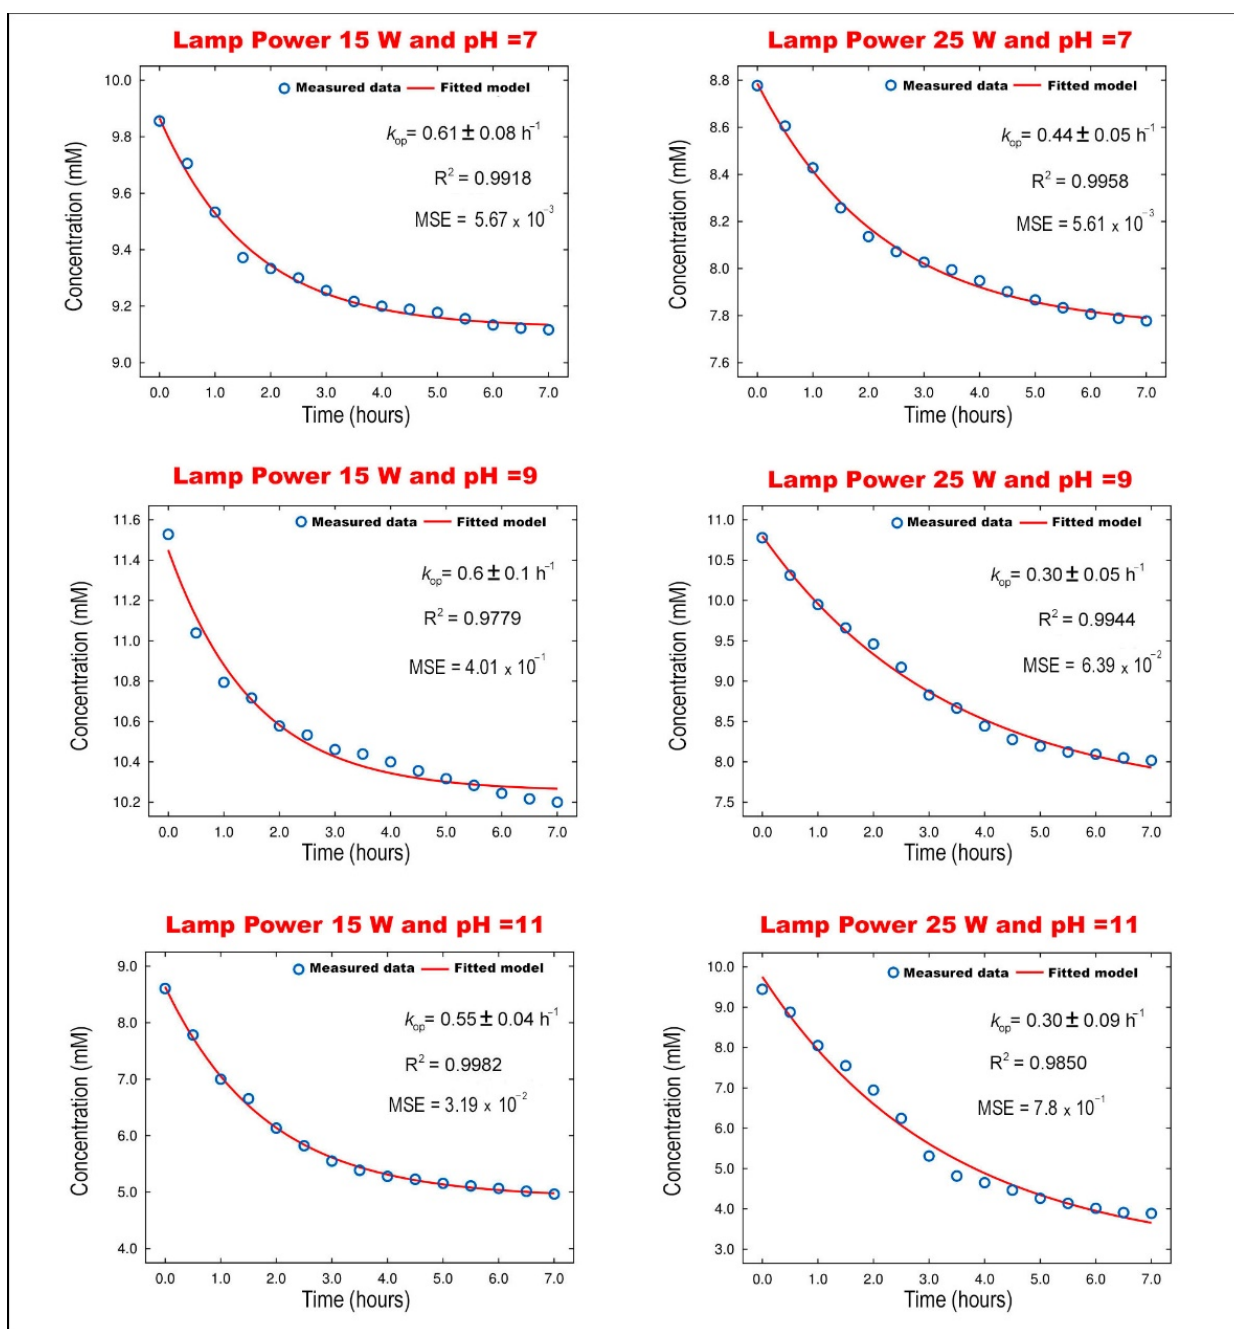 Lamp Power 15 W and pH =7
10.0
9.8
9.6
9.4
9.2
9.0
Concentration (mM)
Measured data
Fitted model
kop= 0.61 ± 0.08 h⁻¹
R² = 0.9918
MSE = 5.67 x 10⁻³
0.0 1.0 2.0 3.0 4.0 5.0 6.0 7.0
Time (hours)
Lamp Power 25 W and pH =7
8.8
8.6
8.4
8.2
8.0
7.8
7.6
Concentration (mM)
Measured data
Fitted model
kop= 0.44 ± 0.05 h⁻¹
R² = 0.9958
MSE = 5.61 x 10⁻³
0.0 1.0 2.0 3.0 4.0 5.0 6.0 7.0
Time (hours)
Lamp Power 15 W and pH =9
11.6
11.4
11.2
11.0
10.8
10.6
10.4
10.2
Concentration (mM)
Measured data
Fitted model
kop= 0.6 ± 0.1 h⁻¹
R² = 0.9779
MSE = 4.01 x 10⁻¹
0.0 1.0 2.0 3.0 4.0 5.0 6.0 7.0
Time (hours)
Lamp Power 25 W and pH =9
11.0
10.5
10.0
9.5
9.0
8.5
8.0
7.5
Concentration (mM)
Measured data
Fitted model
kop= 0.30 ± 0.05 h⁻¹
R² = 0.9944
MSE = 6.39 x 10⁻²
0.0 1.0 2.0 3.0 4.0 5.0 6.0 7.0
Time (hours)
Lamp Power 15 W and pH =11
9.0
8.0
7.0
6.0
5.0
4.0
Concentration (mM)
Measured data
Fitted model
kop= 0.55 ± 0.04 h⁻¹
R² = 0.9982
MSE = 3.19 x 10⁻²
0.0 1.0 2.0 3.0 4.0 5.0 6.0 7.0
Time (hours)
Lamp Power 25 W and pH =11
10.0
9.0
8.0
7.0
6.0
5.0
4.0
3.0
Concentration (mM)
Measured data
Fitted model
kop= 0.30 ± 0.09 h⁻¹
R² = 0.9850
MSE = 7.8 x 10⁻¹
0.0 1.0 2.0 3.0 4.0 5.0 6.0 7.0
Time (hours)